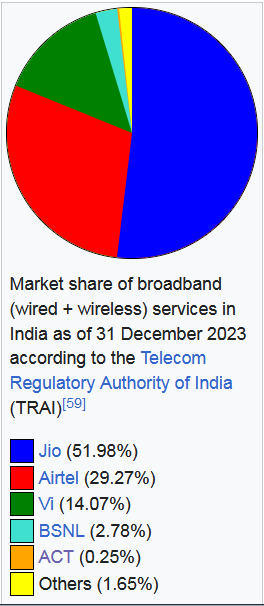 Market share of broadband
(wired + wireless) services in
India as of 31 December 2023
according to the Telecom
Regulatory Authority of India
(TRAI)[59]
Jio (51.98%)
Airtel (29.27%)
Vi (14.07%)
BSNL (2.78%)
ACT (0.25%)
Others (1.65%)